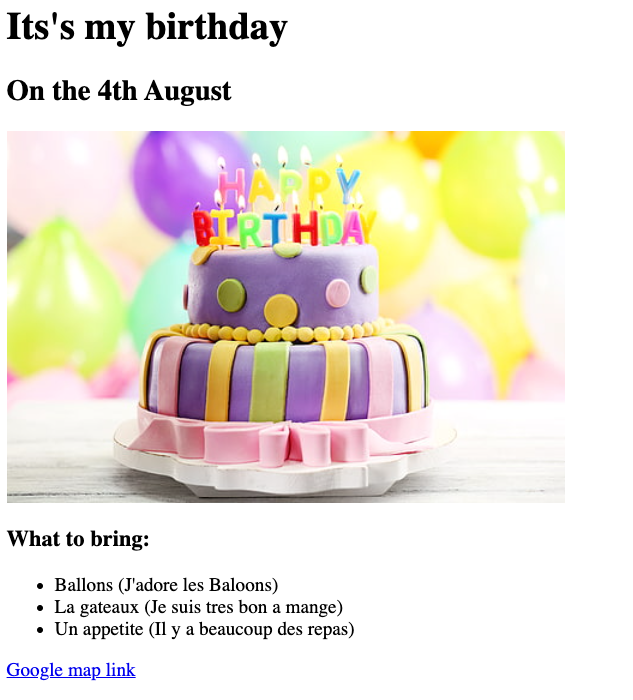 Its's my birthday
On the 4th August
HAPPY
BIRTHDAY
What to bring:
Ballons (J'adore les Baloons)
La gateaux (Je suis tres bon a mange)
Un appetite (Il y a beaucoup des repas)
Google map link